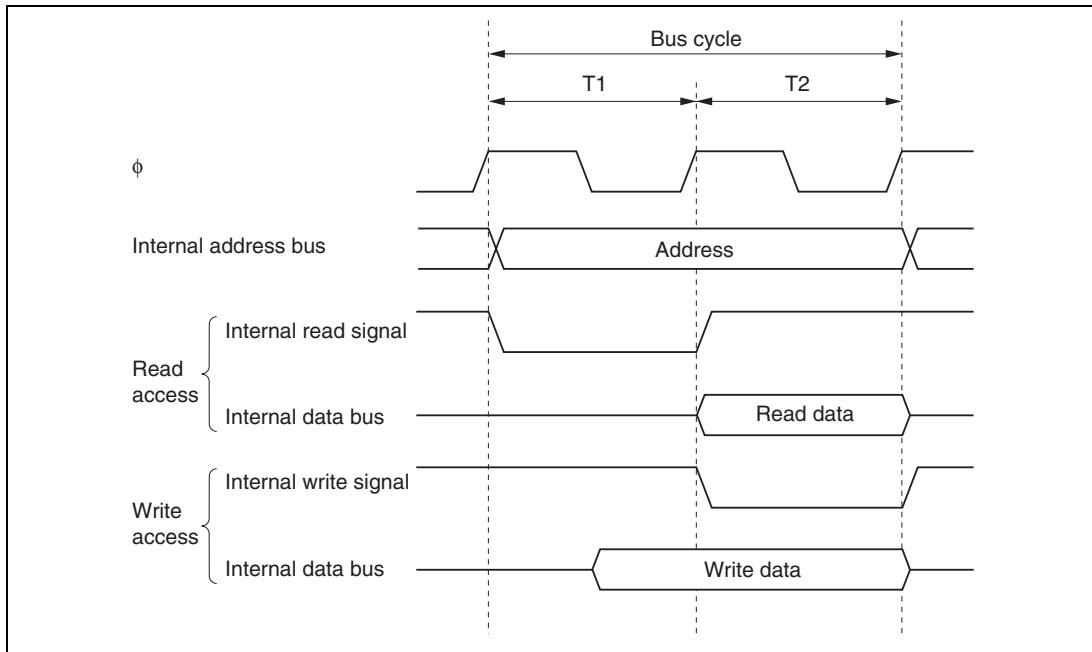 Bus cycle
T1
T2
ϕ
Internal address bus
Address
Internal read signal
Read
access
Internal data bus
Read data
Internal write signal
Write
access
Internal data bus
Write data